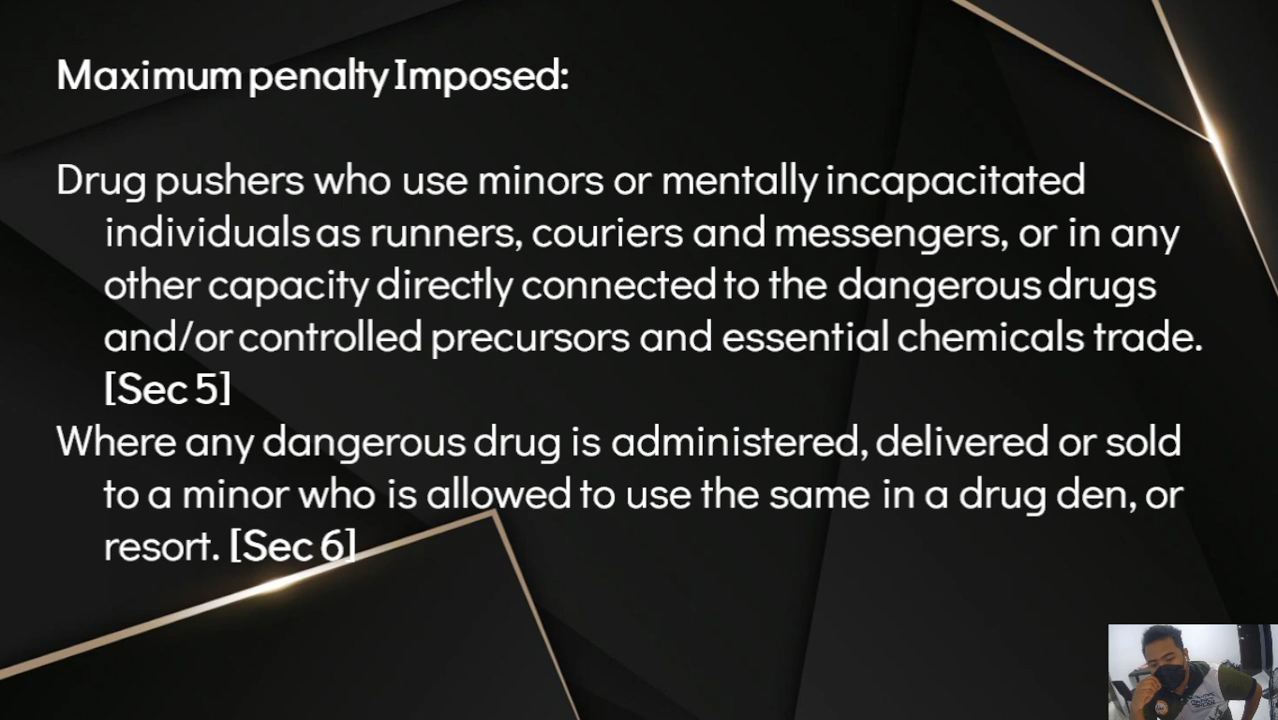 Maximum penalty Imposed:
Drug pushers who use minors or mentally incapacitated
individuals as runners, couriers and messengers, or in any
other capacity directly connected to the dangerous drugs
and/or controlled precursors and essential chemicals trade.
[Sec 5]
Where any dangerous drug is administered, delivered or sold
to a minor who is allowed to use the same in a drug den, or
resort. [Sec 6]